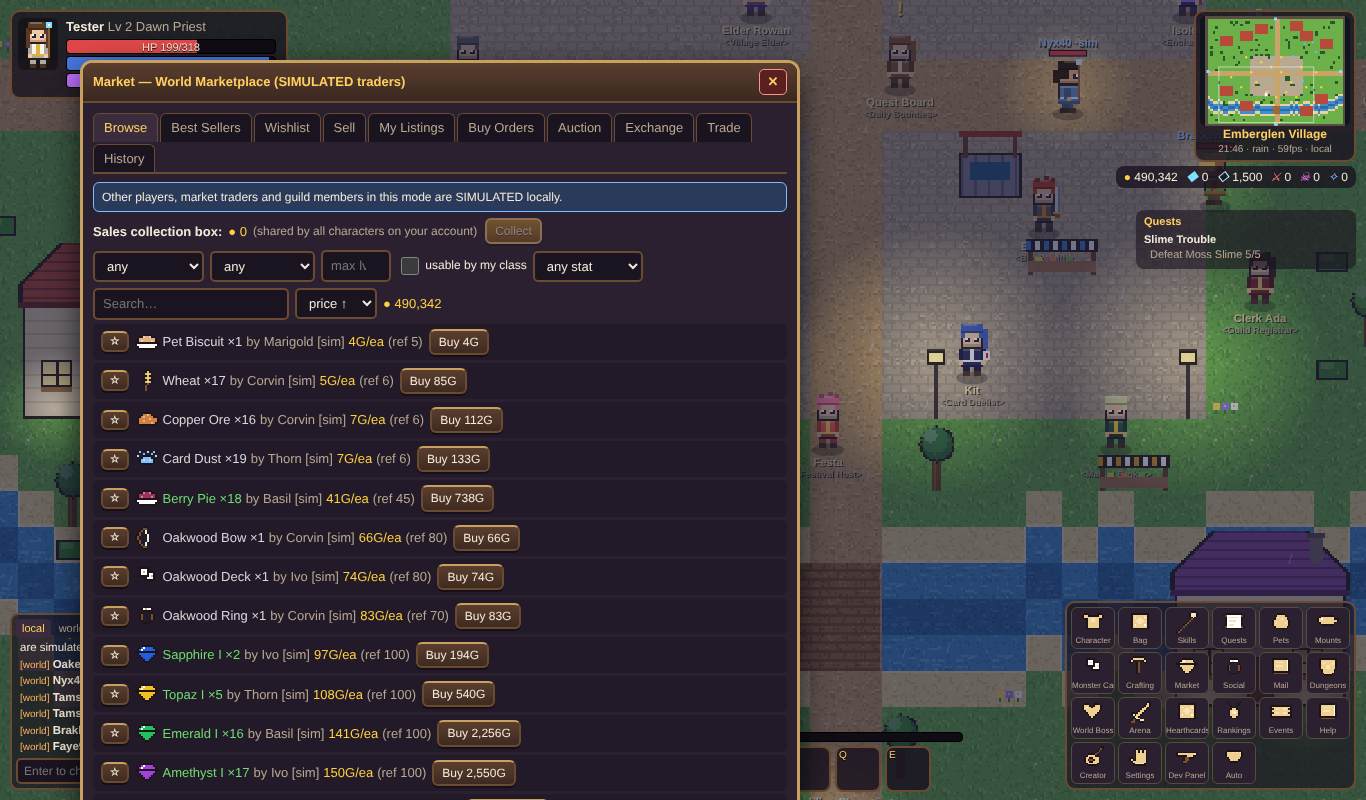 Tester Lv 2 Dawn Priest
HP 199/318
Market — World Marketplace (SIMULATED traders)
✕
Browse
Best Sellers
Wishlist
Sell
My Listings
Buy Orders
Auction
Exchange
Trade
History
Other players, market traders and guild members in this mode are SIMULATED locally.
Sales collection box: 0 (shared by all characters on your account) Collect
any any max lv usable by my class any stat
Search… price ↑ 490,342
☆ Pet Biscuit ×1 by Marigold [sim] 4G/ea (ref 5) Buy 4G
☆ Wheat ×17 by Corvin [sim] 5G/ea (ref 6) Buy 85G
☆ Copper Ore ×16 by Corvin [sim] 7G/ea (ref 6) Buy 112G
☆ Card Dust ×19 by Thorn [sim] 7G/ea (ref 6) Buy 133G
☆ Berry Pie ×18 by Basil [sim] 41G/ea (ref 45) Buy 738G
☆ Oakwood Bow ×1 by Corvin [sim] 66G/ea (ref 80) Buy 66G
☆ Oakwood Deck ×1 by Ivo [sim] 74G/ea (ref 80) Buy 74G
☆ Oakwood Ring ×1 by Corvin [sim] 83G/ea (ref 70) Buy 83G
☆ Sapphire I ×2 by Ivo [sim] 97G/ea (ref 100) Buy 194G
☆ Topaz I ×5 by Thorn [sim] 108G/ea (ref 100) Buy 540G
☆ Emerald I ×16 by Basil [sim] 141G/ea (ref 100) Buy 2,256G
☆ Amethyst I ×17 by Ivo [sim] 150G/ea (ref 100) Buy 2,550G
Elder Rowan
<Village Elder>
!
Quest Board
<Daily Bounties>
Nyx40 ·sim
Emberglen Village
21:46 · rain · 59fps · local
490,342 0 1,500 0 0 0
Quests
Slime Trouble
Defeat Moss Slime 5/5
Clerk Ada
<Guild Registrar>
Kit
<Card Duelist>
Festa
Festival Host>
local
are simulate
[world] Oake
[world] Nyx4
[world] Tams
[world] Tams
[world] Brak
[world] Faye
Enter to ch
Q
E
Character Bag Skills Quests Pets Mounts
Monster Ca Crafting Market Social Mail Dungeons
World Boss Arena Hearthcards Rankings Events Help
Creator Settings Dev Panel Auto